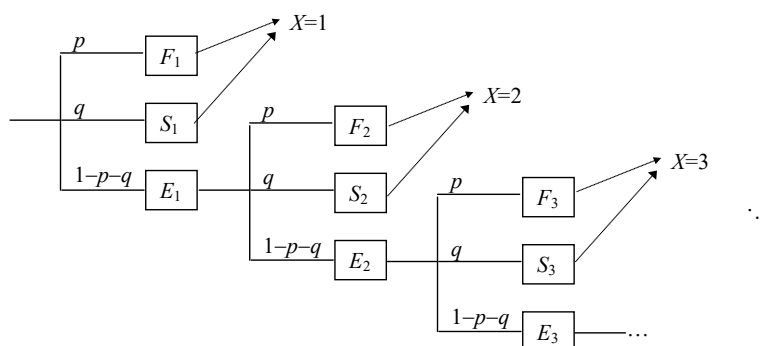 p
F₁
X=1
q
S₁
1–p–q
E₁
p
F₂
X=2
q
S₂
1–p–q
E₂
p
F₃
X=3
q
S₃
1–p–q
E₃
…
⋱